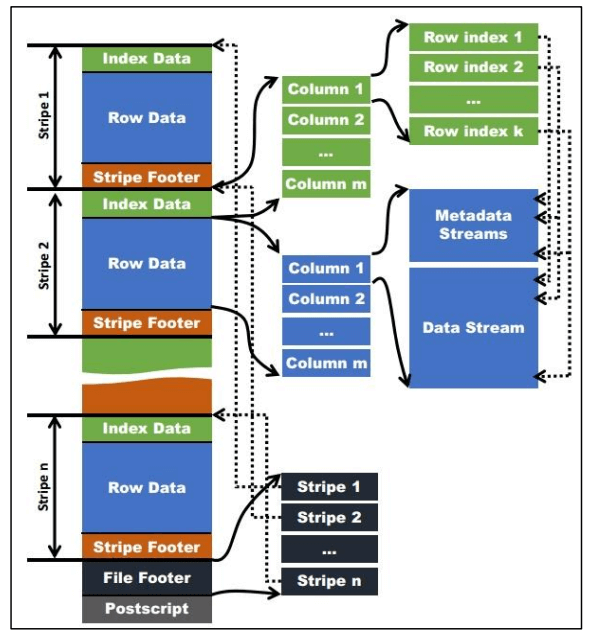 Stripe 1
Index Data
Row Data
Stripe Footer
Stripe 2
Index Data
Row Data
Stripe Footer
Stripe n
Index Data
Row Data
Stripe Footer
File Footer
Postscript
Column 1
Column 2
...
Column m
Column 1
Column 2
...
Column m
Stripe 1
Stripe 2
...
Stripe n
Row index 1
Row index 2
...
Row index k
Metadata
Streams
Data Stream